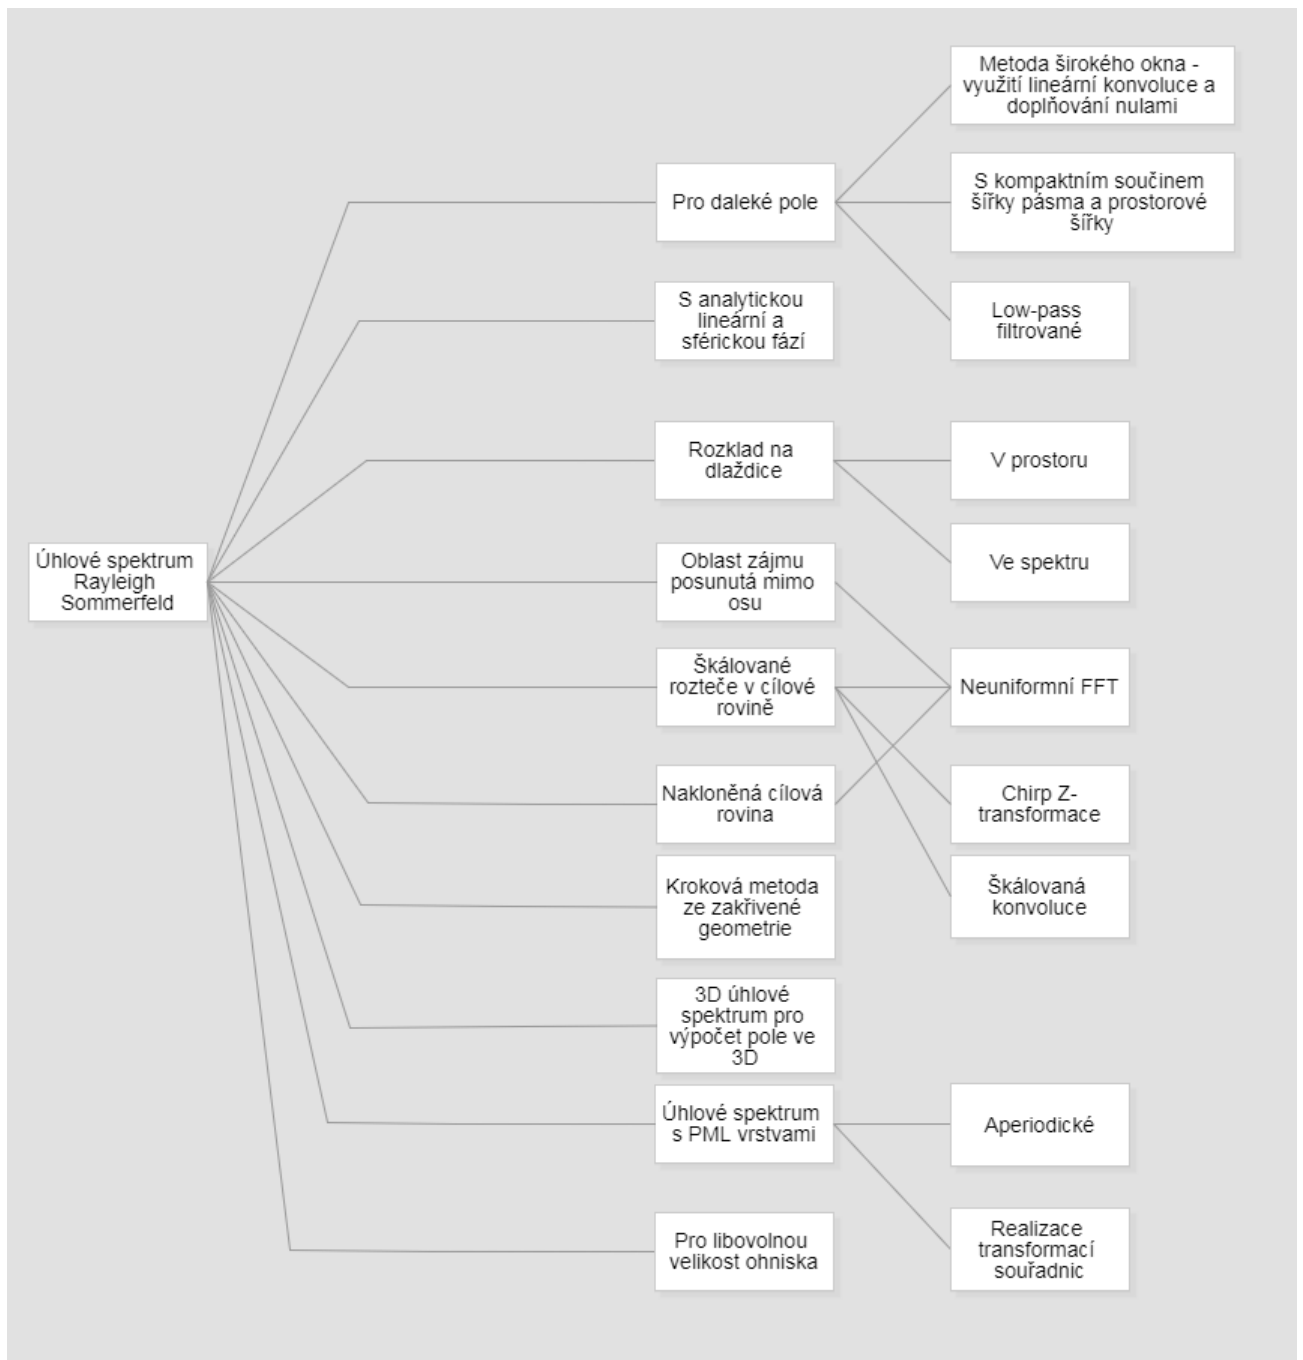 Úhlové spektrum
Rayleigh
Sommerfeld
Pro daleké pole
Metoda širokého okna -
využití lineární konvoluce a
doplňování nulami
S kompaktním součinem
šířky pásma a prostorové
šířky
Low-pass
filtrované
S analytickou
lineární a
sférickou fází
Rozklad na
dlaždice
V prostoru
Ve spektru
Oblast zájmu
posunutá mimo
osu
Škálované
rozteče v cílové
rovině
Neuniformní FFT
Nakloněná cílová
rovina
Chirp Z-
transformace
Škálovaná
konvoluce
Kroková metoda
ze zakřivené
geometrie
3D úhlové
spektrum pro
výpočet pole ve
3D
Úhlové spektrum
s PML vrstvami
Aperiodické
Realizace
transformací
souřadnic
Pro libovolnou
velikost ohniska